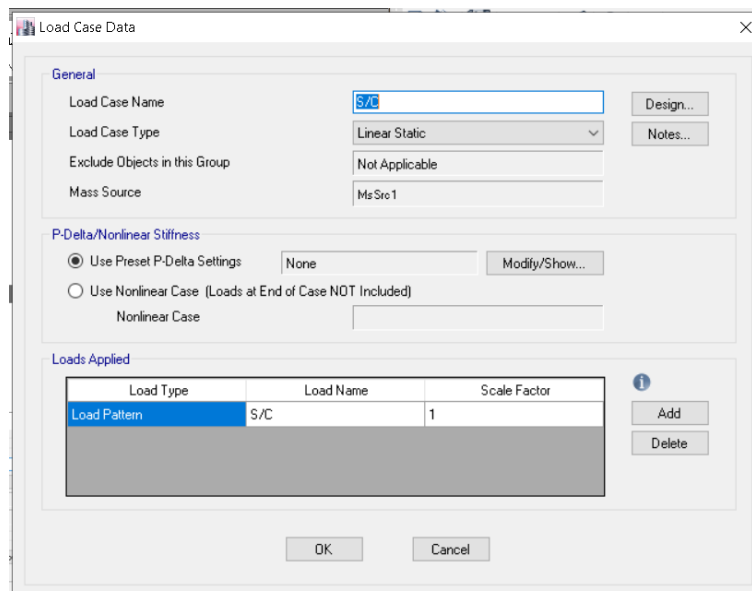 Load Case Data
General
Load Case Name S/C Design...
Load Case Type Linear Static Notes...
Exclude Objects in this Group Not Applicable
Mass Source MsSrc1
P-Delta/Nonlinear Stiffness
Use Preset P-Delta Settings None Modify/Show...
Use Nonlinear Case (Loads at End of Case NOT Included)
Nonlinear Case
Loads Applied
Load Type Load Name Scale Factor
Load Pattern S/C 1
Add
Delete
OK Cancel